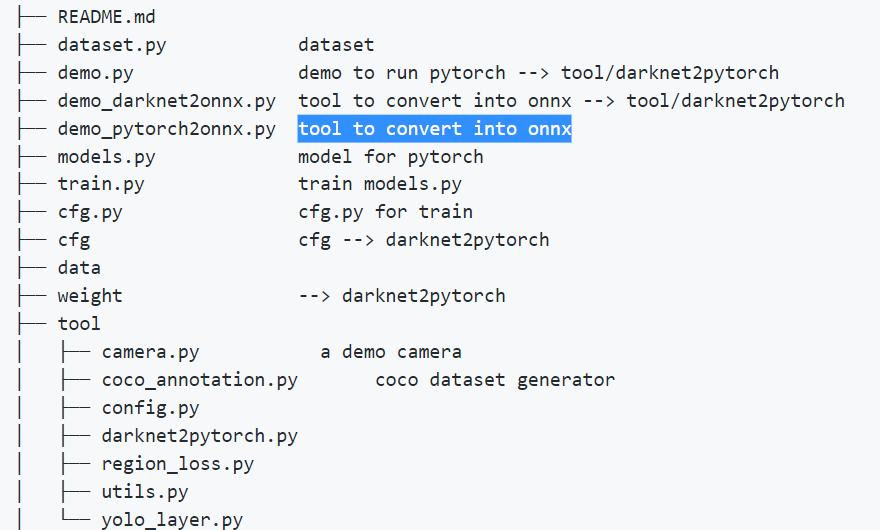 ├── README.md
├── dataset.py            dataset
├── demo.py               demo to run pytorch --> tool/darknet2pytorch
├── demo_darknet2onnx.py  tool to convert into onnx --> tool/darknet2pytorch
├── demo_pytorch2onnx.py  tool to convert into onnx
├── models.py             model for pytorch
├── train.py              train models.py
├── cfg.py                cfg.py for train
├── cfg                   cfg --> darknet2pytorch
├── data
├── weight                --> darknet2pytorch
├── tool
│   ├── camera.py           a demo camera
│   ├── coco_annotation.py       coco dataset generator
│   ├── config.py
│   ├── darknet2pytorch.py
│   ├── region_loss.py
│   ├── utils.py
│   └── yolo_layer.py